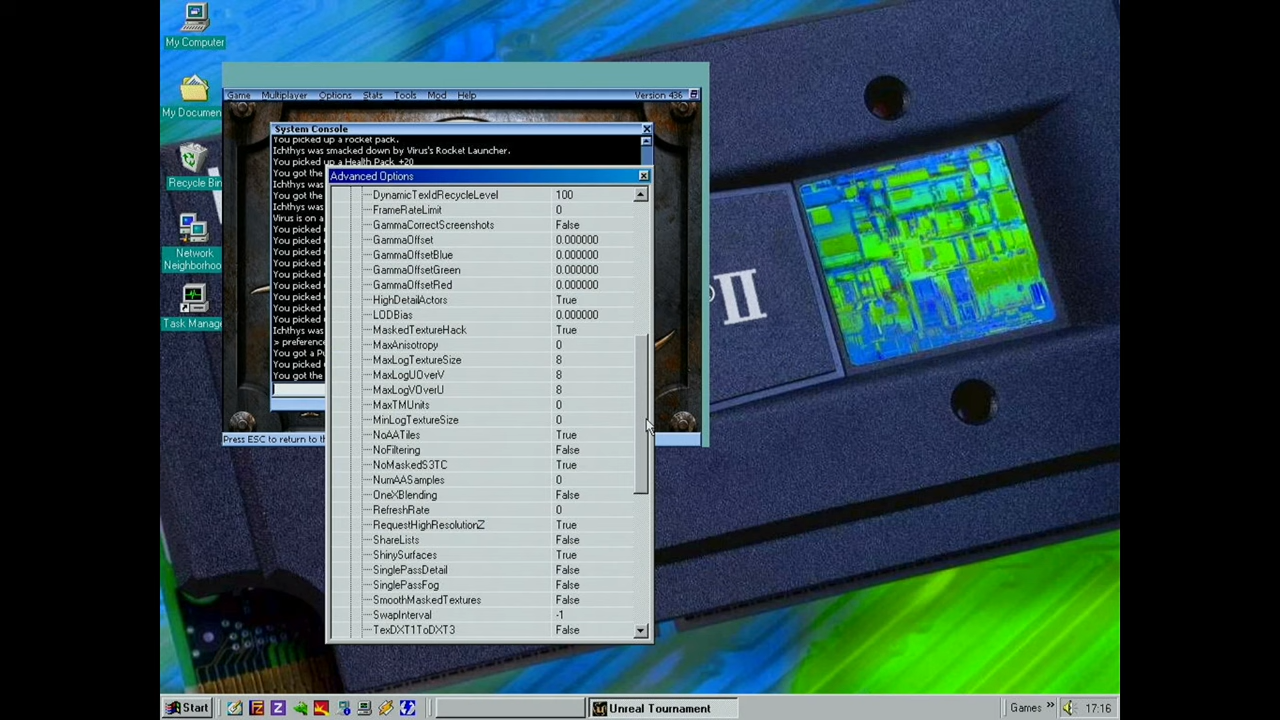 My Computer
My Documen
Recycle Bin
Network
Neighborhoo
Task Manage
Game Multiplayer Options Stats Tools Mod Help Version 436
System Console
You picked up a rocket pack.
Ichthys was smacked down by Virus's Rocket Launcher.
You picked up a Health Pack +20
You got the
Ichthys was
You got the
Ichthys was
Virus is on a
You picked
You picked
You picked
You picked
You picked
You picked
You picked
Ichthys was
> preference
You got a Pu
You picked
You got the
Press ESC to return to th
Advanced Options
DynamicTexIdRecycleLevel 100
FrameRateLimit 0
GammaCorrectScreenshots False
GammaOffset 0.000000
GammaOffsetBlue 0.000000
GammaOffsetGreen 0.000000
GammaOffsetRed 0.000000
HighDetailActors True
LODBias 0.000000
MaskedTextureHack True
MaxAnisotropy 0
MaxLogTextureSize 8
MaxLogUOverV 8
MaxLogVOverU 8
MaxTMUnits 0
MinLogTextureSize 0
NoAATiles True
NoFiltering False
NoMaskedS3TC True
NumAASamples 0
OneXBlending False
RefreshRate 0
RequestHighResolutionZ True
ShareLists False
ShinySurfaces True
SinglePassDetail False
SinglePassFog False
SmoothMaskedTextures False
SwapInterval -1
TexDXT1ToDXT3 False
II
Start
Unreal Tournament
Games »
17:16